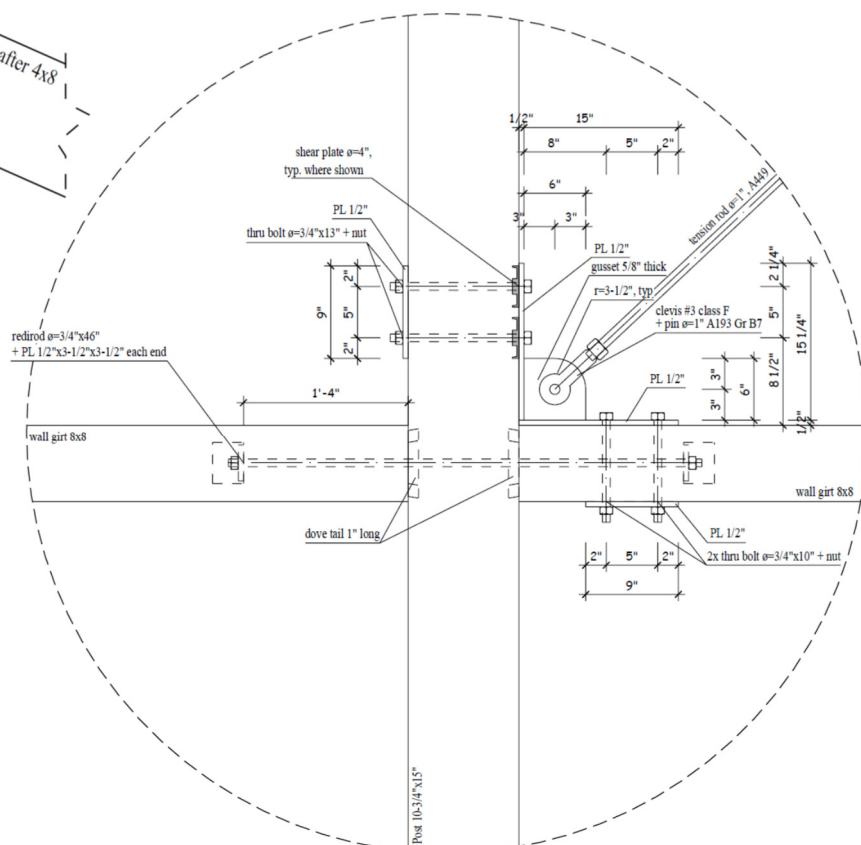 after 4x8
1/2"
15"
8"
5"
2"
6"
3"
3"
shear plate ø=4",
typ. where shown
PL 1/2"
thru bolt ø=3/4"x13" + nut
tension rod ø=1", A449
PL 1/2"
gusset 5/8" thick
r=3-1/2", typ
clevis #3 class F
+ pin ø=1" A193 Gr B7
2 1/4"
5"
8 1/2"
15 1/4"
1/2"
3"
3"
6"
9"
2"
5"
2"
redirod ø=3/4"x46"
+ PL 1/2"x3-1/2"x3-1/2" each end
1'-4"
PL 1/2"
wall girt 8x8
wall girt 8x8
dove tail 1" long
PL 1/2"
2x thru bolt ø=3/4"x10" + nut
2"
5"
2"
9"
Post 10-3/4"x15"